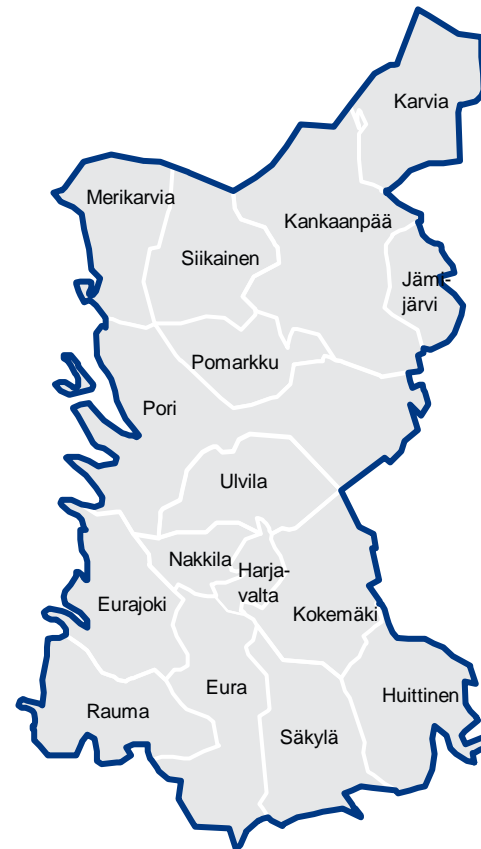 Karvia
Merikarvia
Kankaanpää
Siikainen
Jämi-
järvi
Pomarkku
Pori
Ulvila
Nakkila
Harja-
valta
Eurajoki
Kokemäki
Eura
Huittinen
Rauma
Säkylä